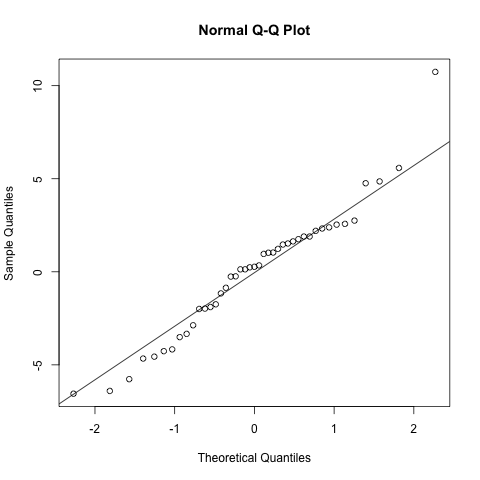 Normal Q-Q Plot
10
5
0
-5
Sample Quantiles
-2 -1 0 1 2
Theoretical Quantiles